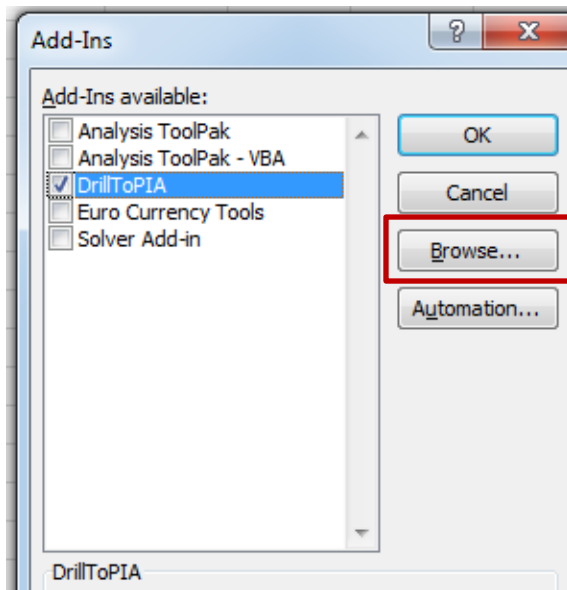 Add-Ins
?
X
Add-Ins available:
Analysis ToolPak
Analysis ToolPak - VBA
DrillToPIA
Euro Currency Tools
Solver Add-in
OK
Cancel
Browse...
Automation...
DrillToPIA